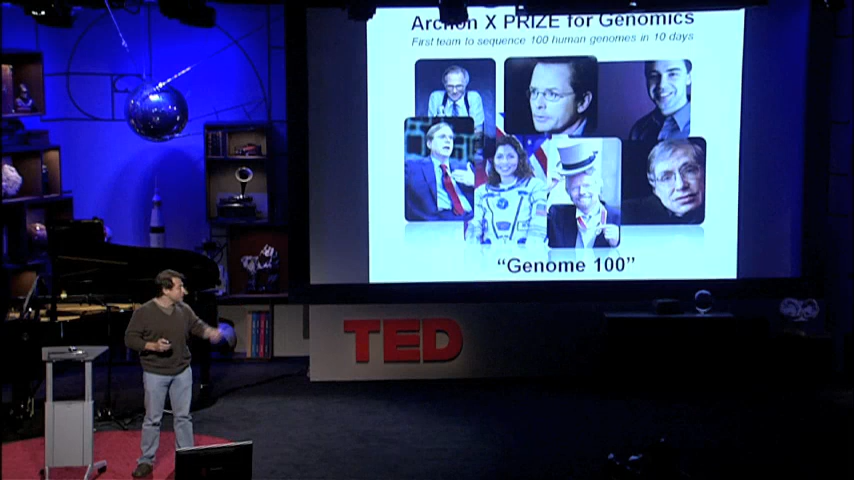 Archon X PRIZE for Genomics
First team to sequence 100 human genomes in 10 days
“Genome 100”
TED